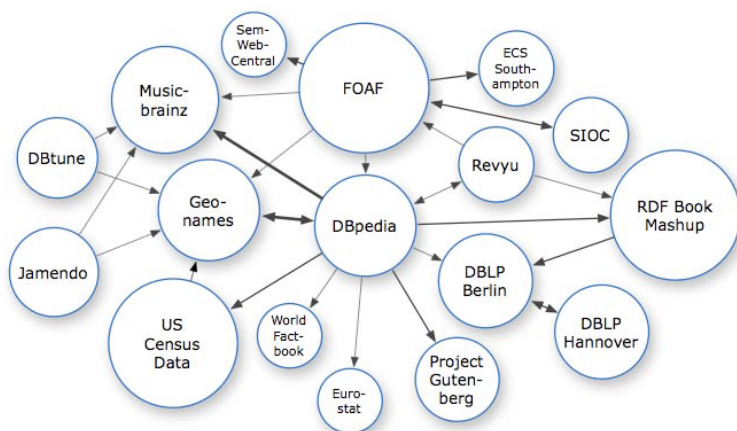 Sem-
Web-
Central
FOAF
ECS
South-
ampton
Music-
brainz
SIOC
DBtune
Revyu
Geo-
names
DBpedia
RDF Book
Mashup
Jamendo
DBLP
Berlin
US
Census
Data
World
Fact-
book
DBLP
Hannover
Euro-
stat
Project
Guten-
berg